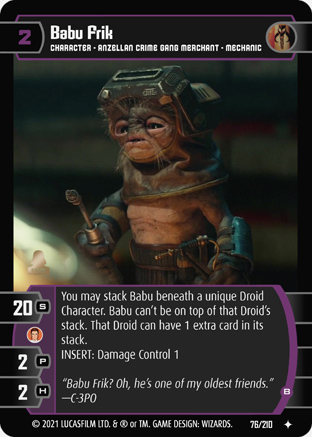 2 Babu Frik
CHARACTER • ANZELLAN CRIME GANG MERCHANT • MECHANIC
20 S
2 P
2 H
You may stack Babu beneath a unique Droid
Character. Babu can't be on top of that Droid's
stack. That Droid can have 1 extra card in its
stack.
INSERT: Damage Control 1
"Babu Frik? Oh, he's one of my oldest friends."
—C-3PO
B
© 2021 LUCASFILM LTD. & ® OR TM. GAME DESIGN: WIZARDS. 76/210